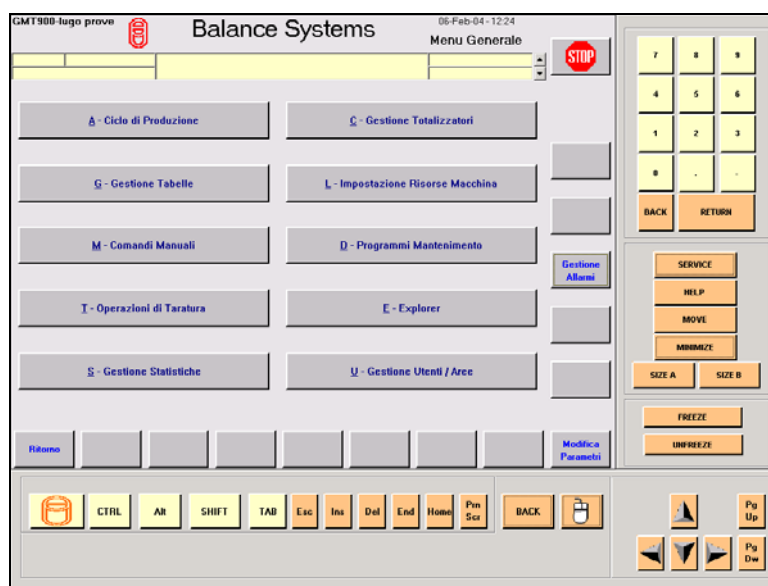 GMT900-lugo prove
Balance Systems
06-Feb-04 - 12:24
Menu Generale
STOP
A - Ciclo di Produzione
C - Gestione Totalizzatori
G - Gestione Tabelle
L - Impostazione Risorse Macchina
M - Comandi Manuali
D - Programmi Mantenimento
Gestione
Allarmi
T - Operazioni di Taratura
E - Explorer
S - Gestione Statistiche
U - Gestione Utenti / Aree
Ritorno
Modifica
Parametri
7 8 9
4 5 6
1 2 3
0 . -
BACK RETURN
SERVICE
HELP
MOVE
MINIMIZE
SIZE A SIZE B
FREEZE
UNFREEZE
CTRL Alt SHIFT TAB Esc Ins Del End Home Prn
Scr
BACK
Pg
Up
Pg
Dw